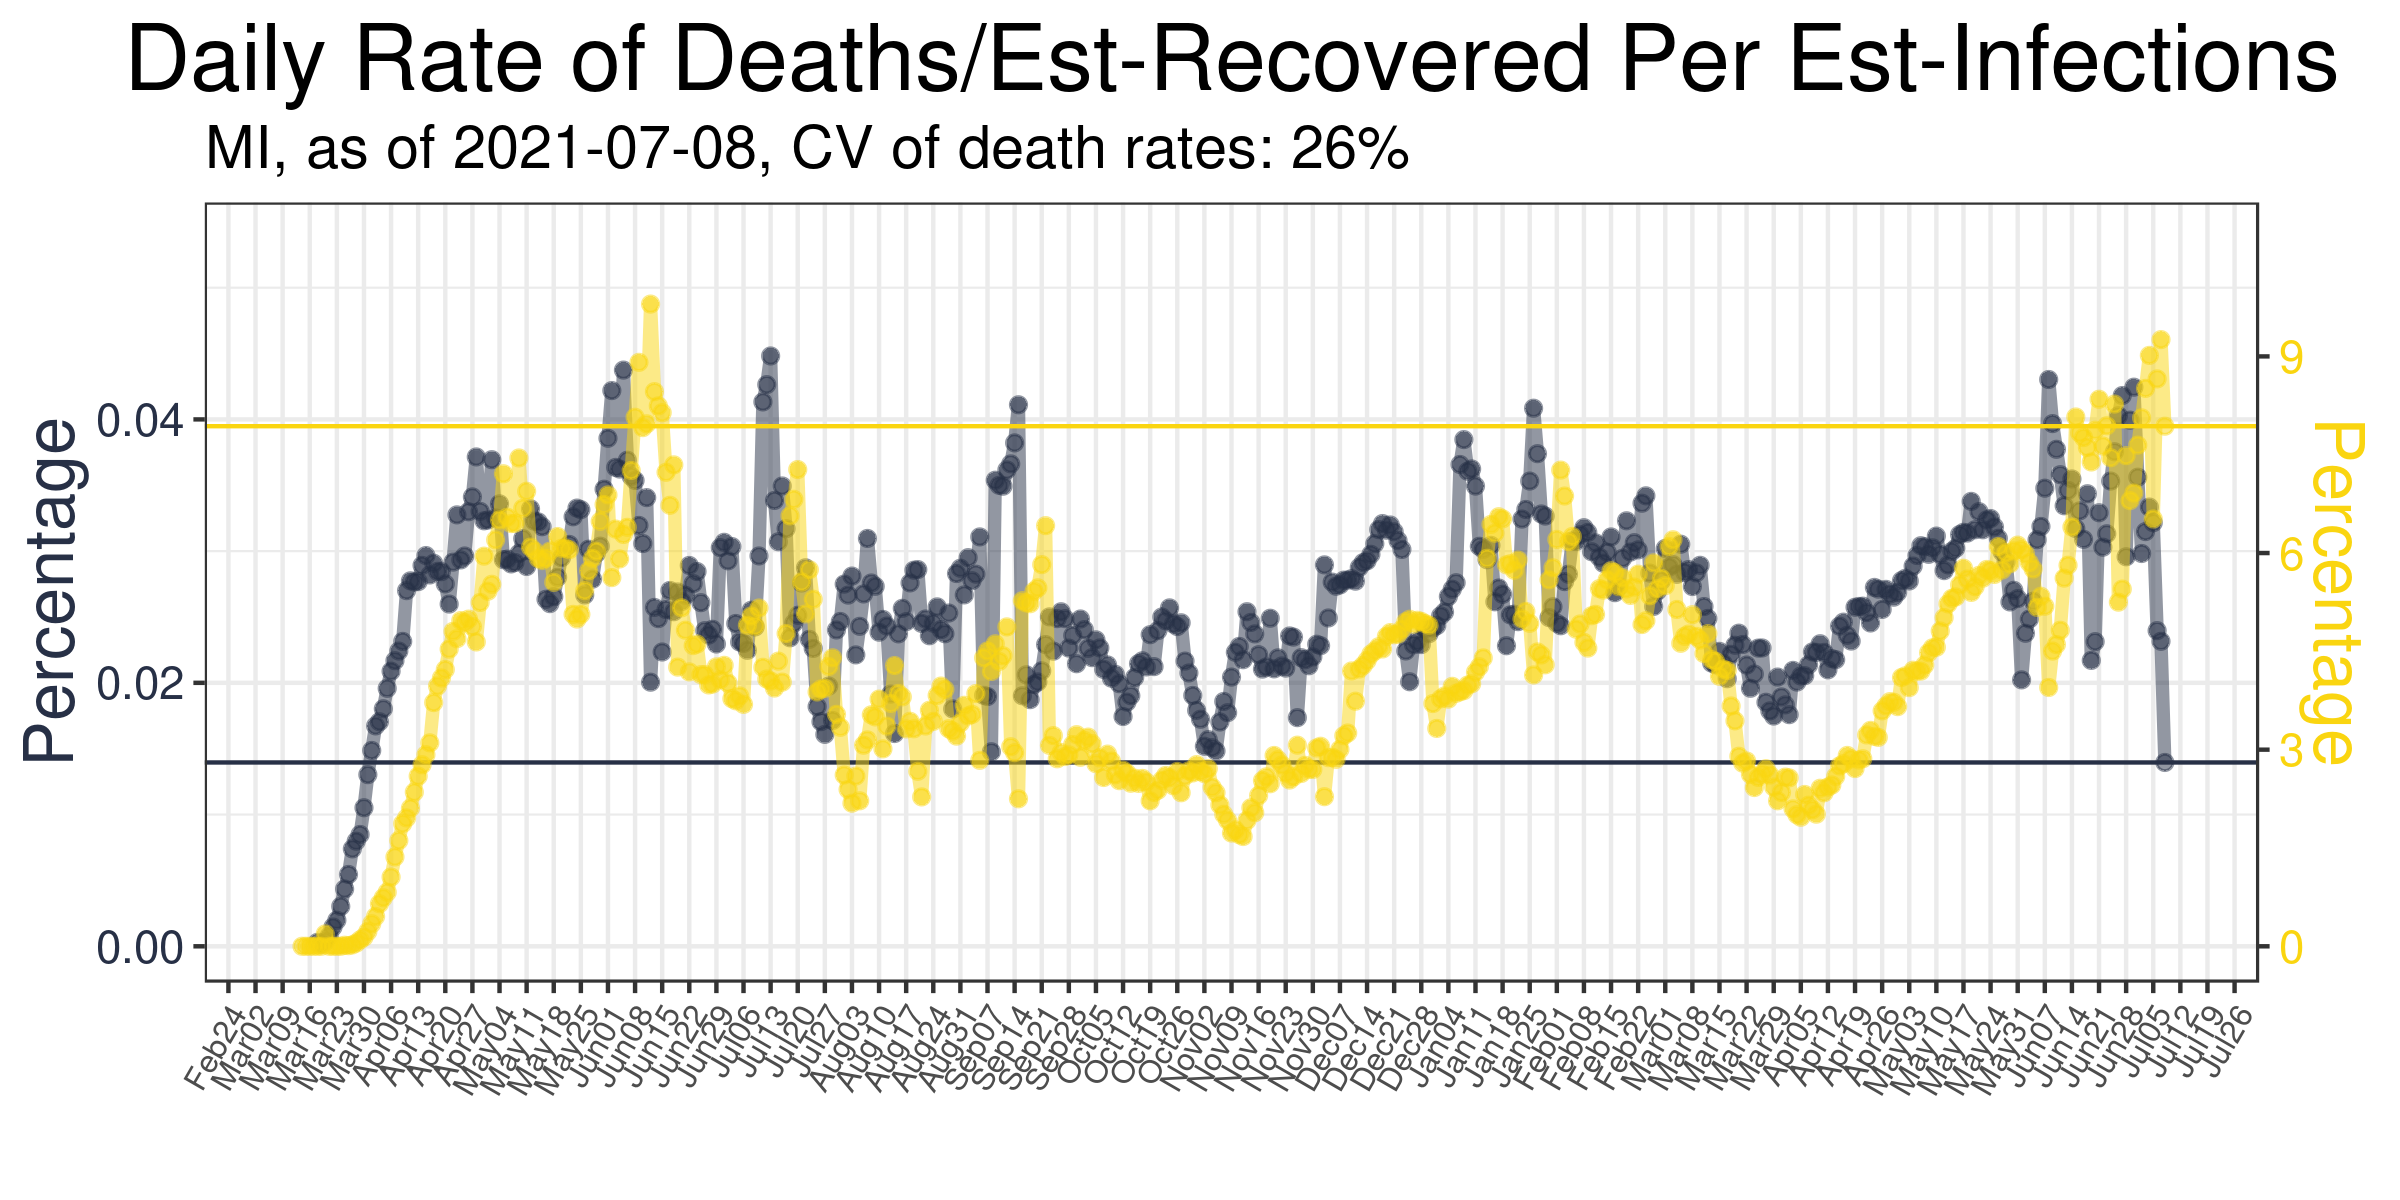 Daily Rate of Deaths/Est-Recovered Per Est-Infections
MI, as of 2021-07-08, CV of death rates: 26%
Percentage
0.04
0.02
0.00
9
6
3
0
Percentage
Feb24
Mar02
Mar09
Mar16
Mar23
Mar30
Apr06
Apr13
Apr20
Apr27
May04
May11
May18
May25
Jun01
Jun08
Jun15
Jun22
Jun29
Jul06
Jul13
Jul20
Jul27
Aug03
Aug10
Aug17
Aug24
Aug31
Sep07
Sep14
Sep21
Sep28
Oct05
Oct12
Oct19
Oct26
Nov02
Nov09
Nov16
Nov23
Nov30
Dec07
Dec14
Dec21
Dec28
Jan04
Jan11
Jan18
Jan25
Feb01
Feb08
Feb15
Feb22
Mar01
Mar08
Mar15
Mar22
Mar29
Apr05
Apr12
Apr19
Apr26
May03
May10
May17
May24
May31
Jun07
Jun14
Jun21
Jun28
Jul05
Jul12
Jul19
Jul26